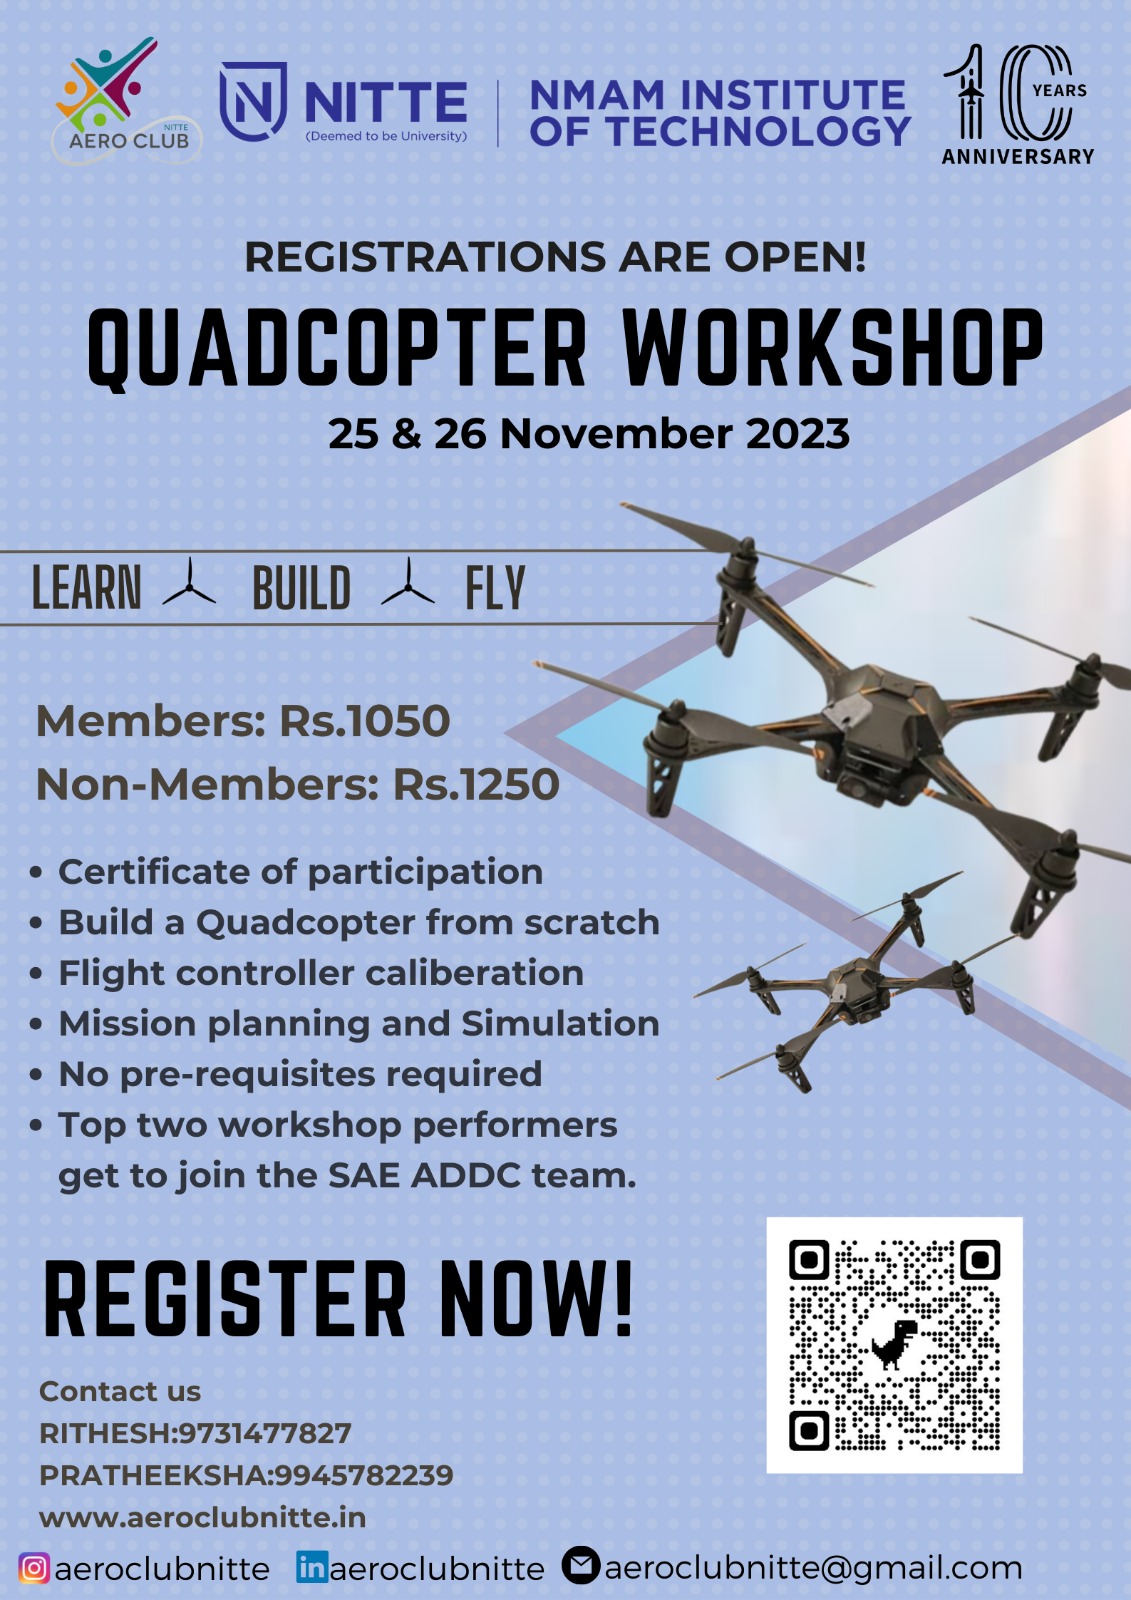 NITTE
AERO CLUB
N NITTE
(Deemed to be University)
NMAM INSTITUTE
OF TECHNOLOGY
10 YEARS
ANNIVERSARY
REGISTRATIONS ARE OPEN!
QUADCOPTER WORKSHOP
25 & 26 November 2023
LEARN BUILD FLY
Members: Rs.1050
Non-Members: Rs.1250
• Certificate of participation
• Build a Quadcopter from scratch
• Flight controller caliberation
• Mission planning and Simulation
• No pre-requisites required
• Top two workshop performers
get to join the SAE ADDC team.
REGISTER NOW!
Contact us
RITHESH:9731477827
PRATHEEKSHA:9945782239
www.aeroclubnitte.in
aeroclubnitte in aeroclubnitte aeroclubnitte@gmail.com